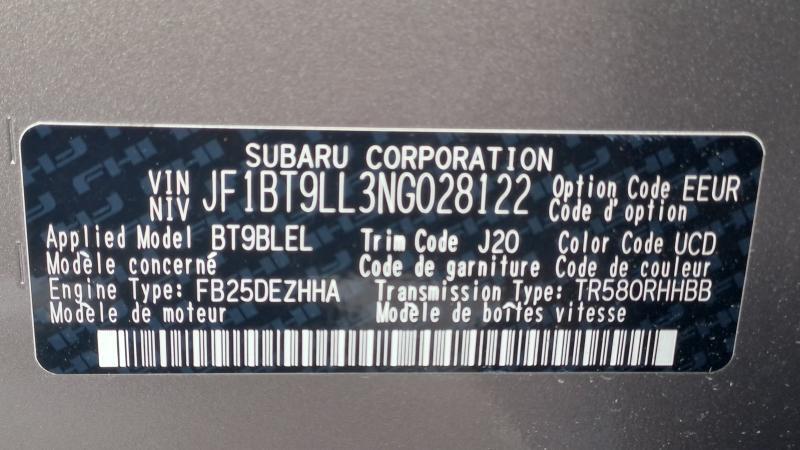 SUBARU CORPORATION
VIN JF1BT9LL3NG028122 Option Code EEUR
NIV Code d'option
Applied Model BT9BLEL Trim Code J20 Color Code UCD
Modèle concerné Code de garniture Code de couleur
Engine Type: FB25DEZHHA Transmission Type: TR580RHHBB
Modèle de moteur Modèle de boîtes vitesse